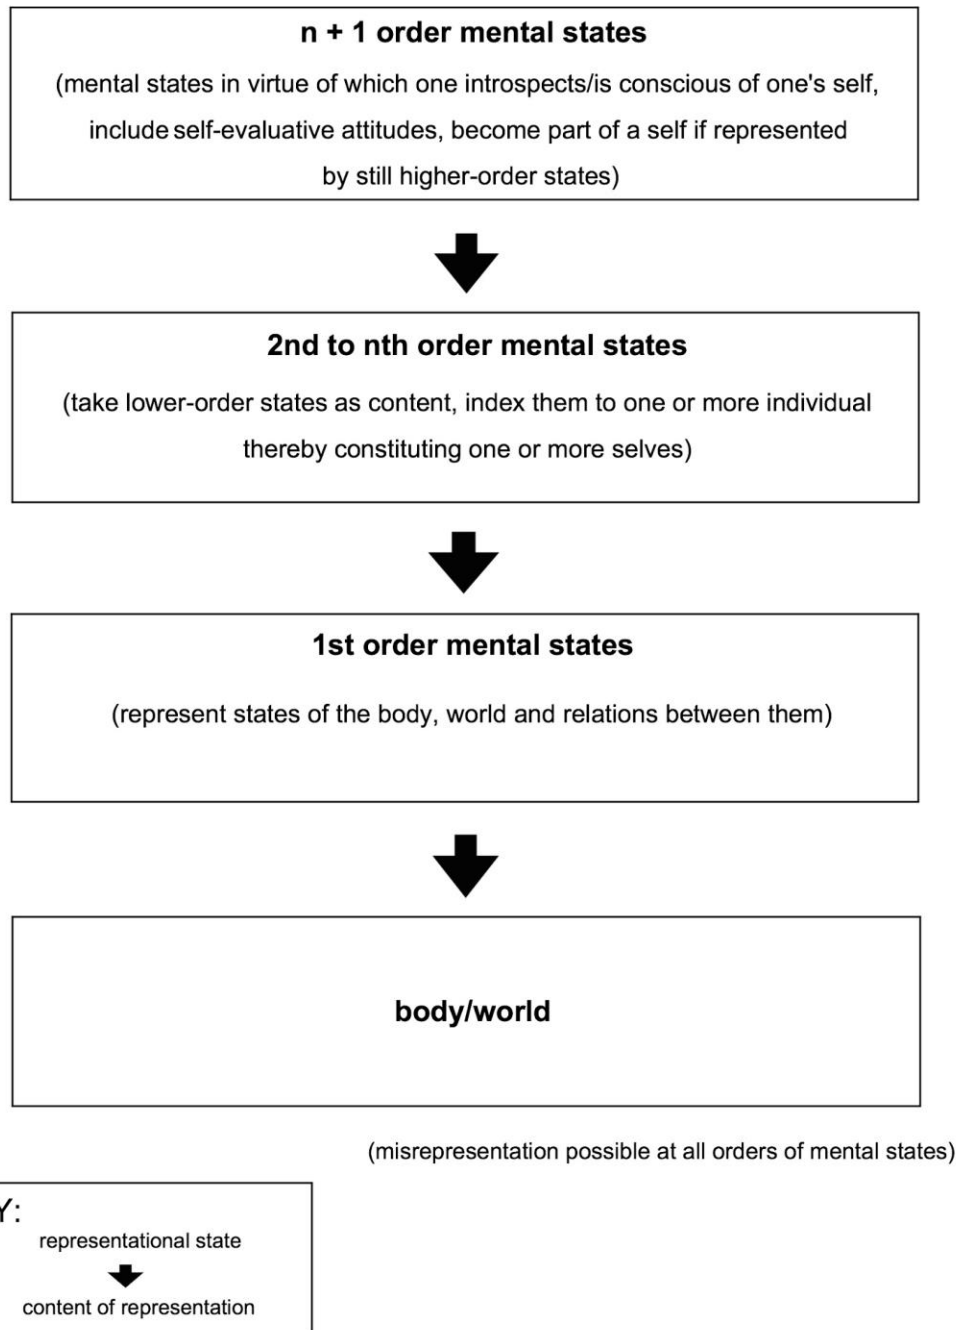 n + 1 order mental states
(mental states in virtue of which one introspects/is conscious of one's self,
include self-evaluative attitudes, become part of a self if represented
by still higher-order states)
2nd to nth order mental states
(take lower-order states as content, index them to one or more individual
thereby constituting one or more selves)
1st order mental states
(represent states of the body, world and relations between them)
body/world
(misrepresentation possible at all orders of mental states)
Y:
representational state
content of representation